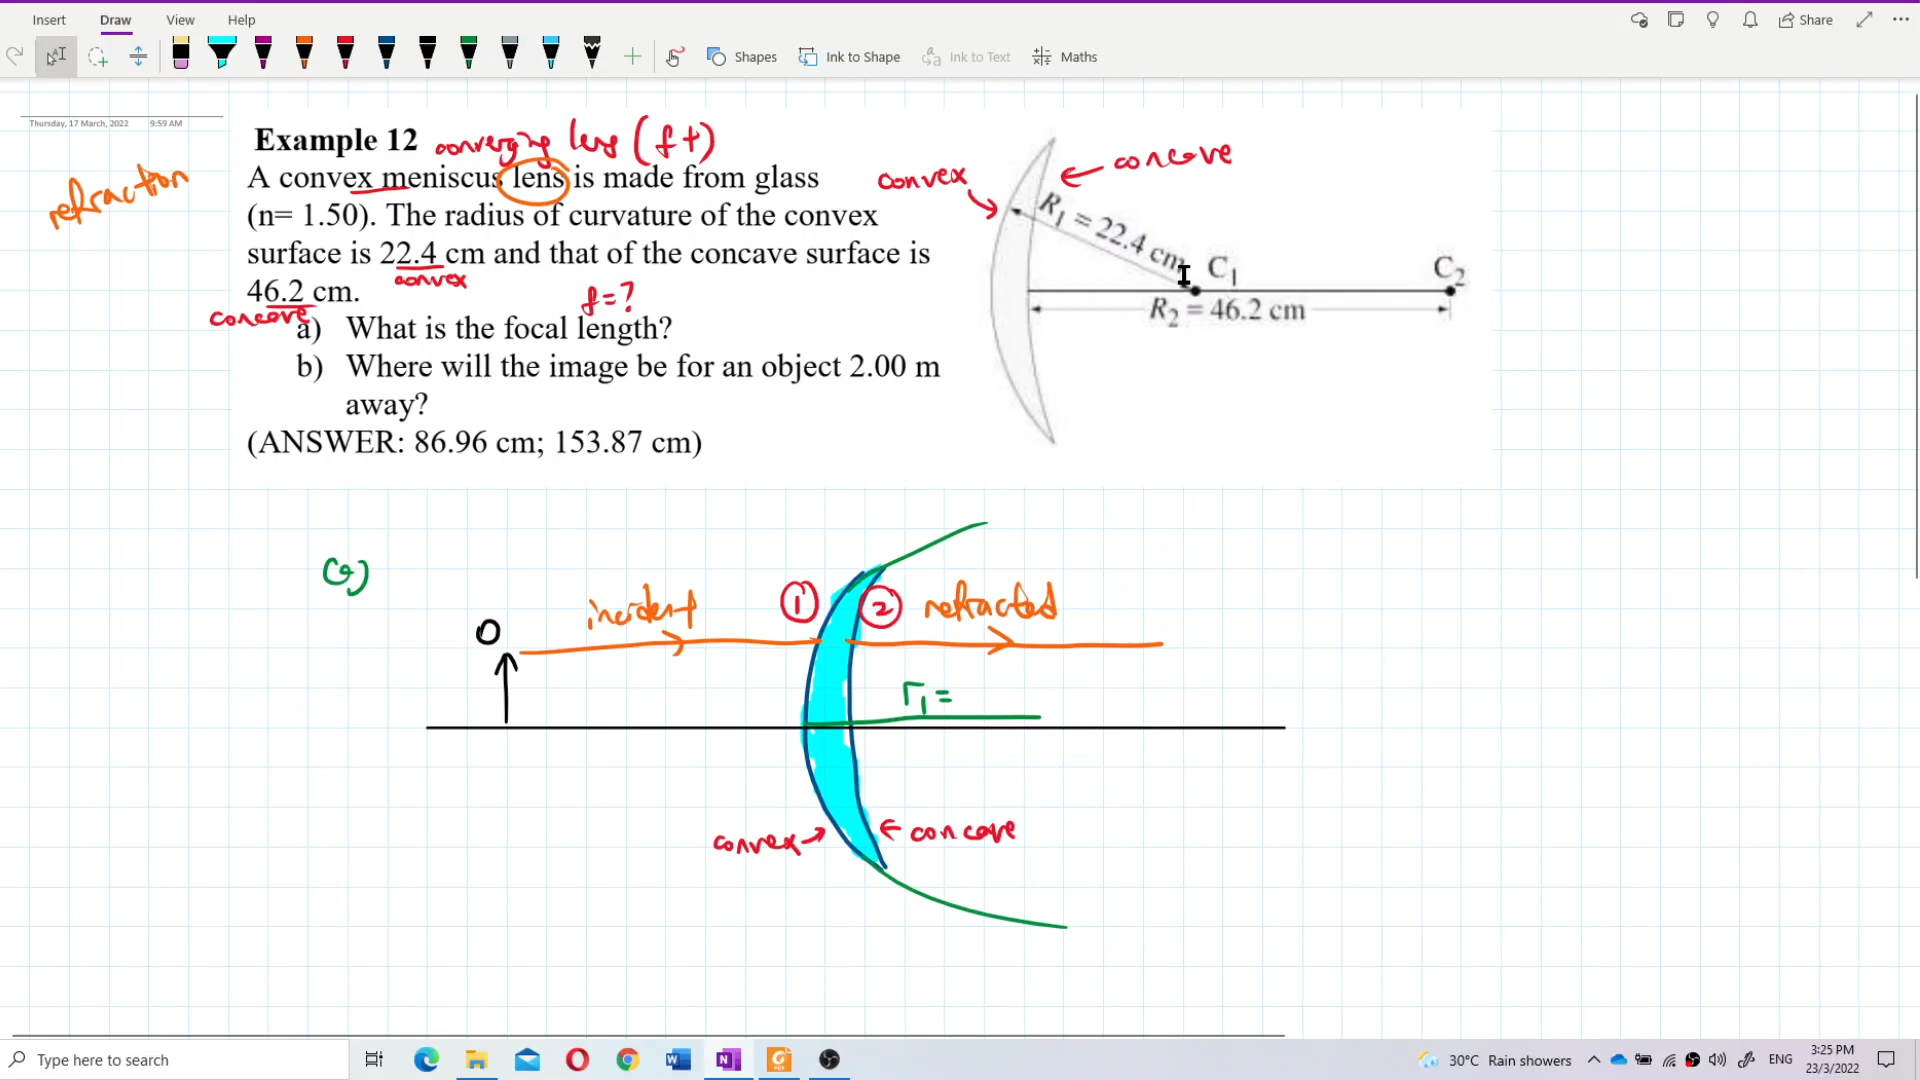 Insert Draw View Help
Share
Shapes Ink to Shape Ink to Text Maths
Thursday, 17 March, 2022 9:59 AM
refraction
Example 12 converging lens (f +)
A convex meniscus lens is made from glass
(n= 1.50). The radius of curvature of the convex
surface is 22.4 cm and that of the concave surface is
convex
46.2 cm.
concave
f = ?
a) What is the focal length?
b) Where will the image be for an object 2.00 m
away?
(ANSWER: 86.96 cm; 153.87 cm)
convex
concave
R1 = 22.4 cm
C1
C2
R2 = 46.2 cm
(a)
O
incident
1
2
refracted
r1 =
convex
concave
Type here to search
30°C Rain showers
ENG
3:25 PM
23/3/2022